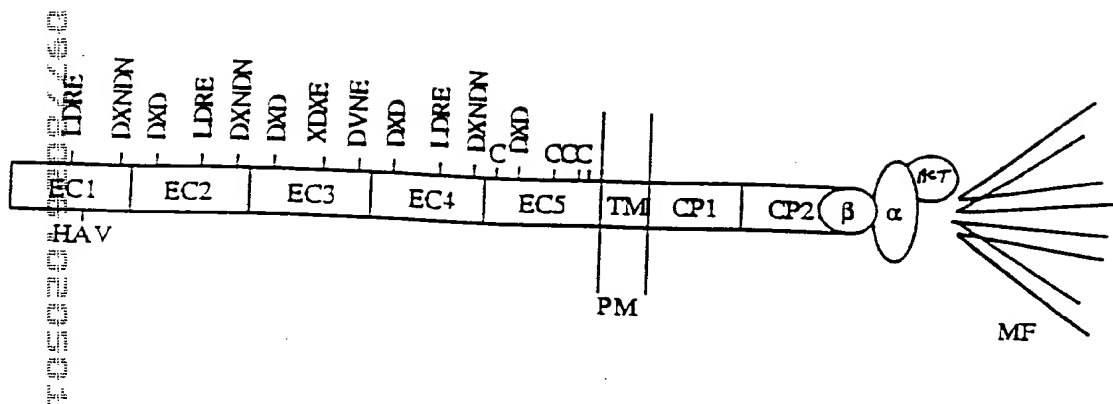 LDRE DXNDN DXD LDRE DXNDN DXD XDXE DVNE DXD LDRE DXNDN C DXD CCC
EC1 EC2 EC3 EC4 EC5 TM CP1 CP2 β α ACT
HAV
PM
MF